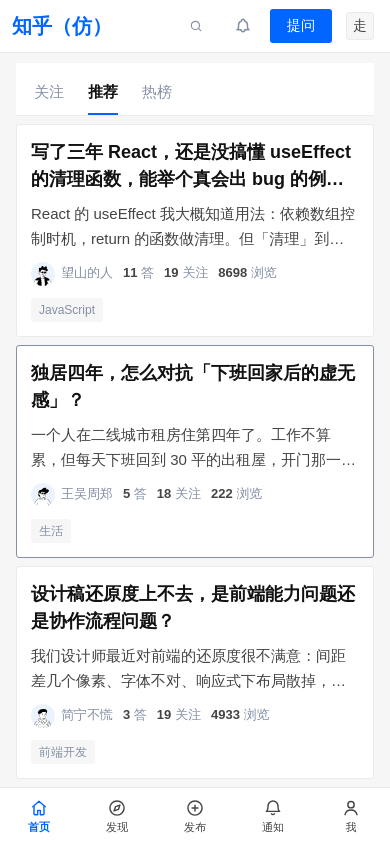 知乎（仿）
提问
走
关注 推荐 热榜
写了三年 React，还是没搞懂 useEffect
的清理函数，能举个真会出 bug 的例…
React 的 useEffect 我大概知道用法：依赖数组控
制时机，return 的函数做清理。但「清理」到…
望山的人 11 答 19 关注 8698 浏览
JavaScript
独居四年，怎么对抗「下班回家后的虚无
感」？
一个人在二线城市租房住第四年了。工作不算
累，但每天下班回到 30 平的出租屋，开门那一…
王吴周郑 5 答 18 关注 222 浏览
生活
设计稿还原度上不去，是前端能力问题还
是协作流程问题？
我们设计师最近对前端的还原度很不满意：间距
差几个像素、字体不对、响应式下布局散掉，…
简宁不慌 3 答 19 关注 4933 浏览
前端开发
首页 发现 发布 通知 我